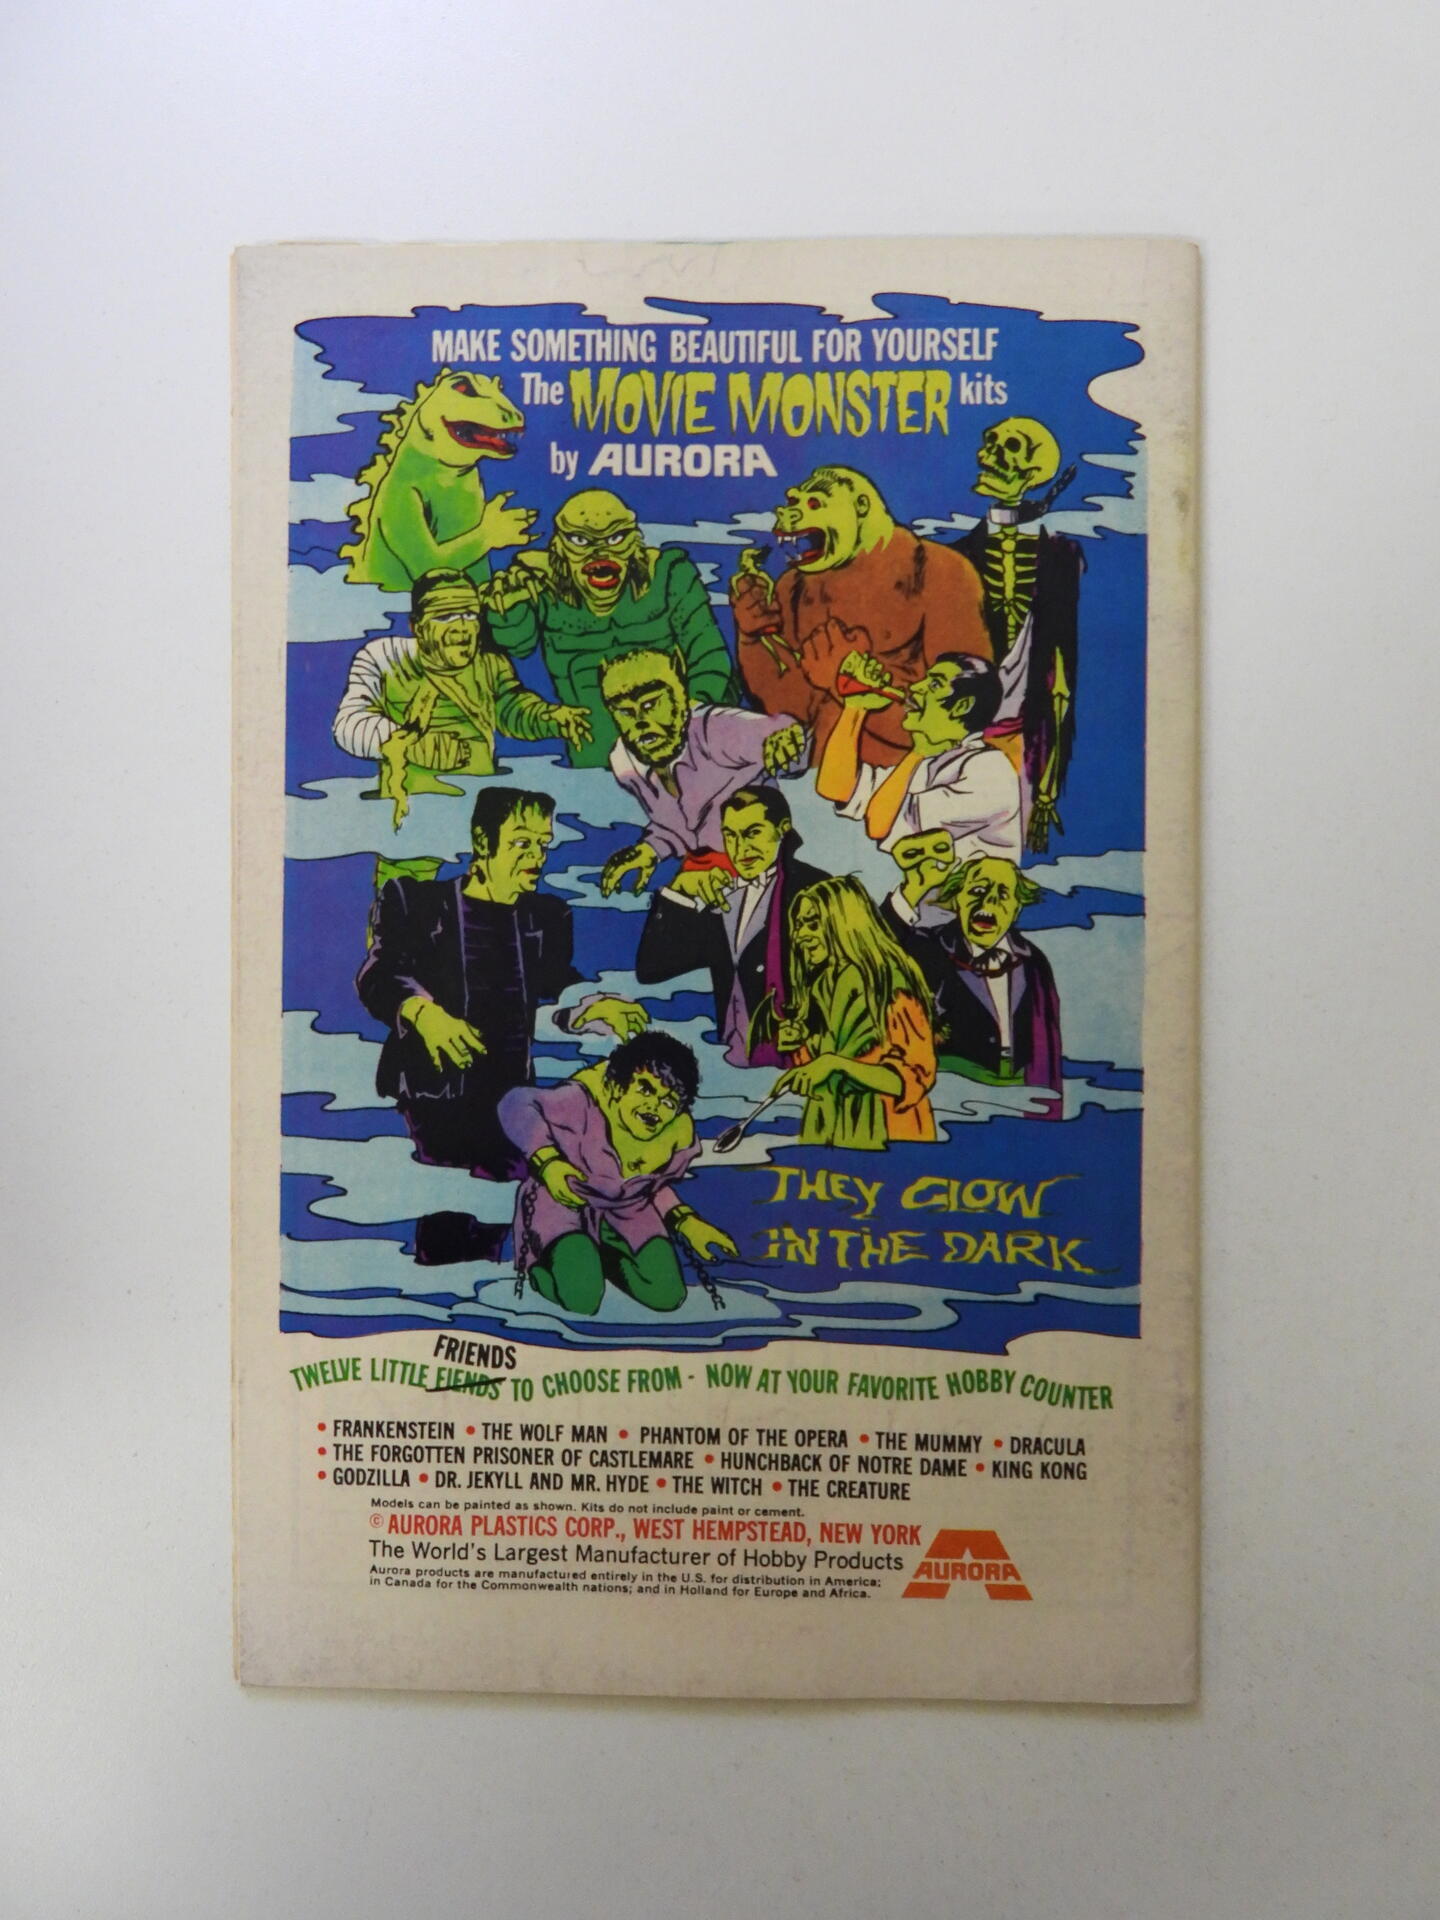 MAKE SOMETHING BEAUTIFUL FOR YOURSELF
The MOVIE MONSTER kits
by AURORA
THEY GLOW
IN THE DARK
FRIENDS
TWELVE LITTLE FIENDS TO CHOOSE FROM - NOW AT YOUR FAVORITE HOBBY COUNTER
• FRANKENSTEIN • THE WOLF MAN • PHANTOM OF THE OPERA • THE MUMMY • DRACULA
• THE FORGOTTEN PRISONER OF CASTLEMARE • HUNCHBACK OF NOTRE DAME • KING KONG
• GODZILLA • DR. JEKYLL AND MR. HYDE • THE WITCH • THE CREATURE
Models can be painted as shown. Kits do not include paint or cement.
© AURORA PLASTICS CORP., WEST HEMPSTEAD, NEW YORK
The World's Largest Manufacturer of Hobby Products
Aurora products are manufactured entirely in the U.S. for distribution in America;
in Canada for the Commonwealth nations; and in Holland for Europe and Africa.
AURORA